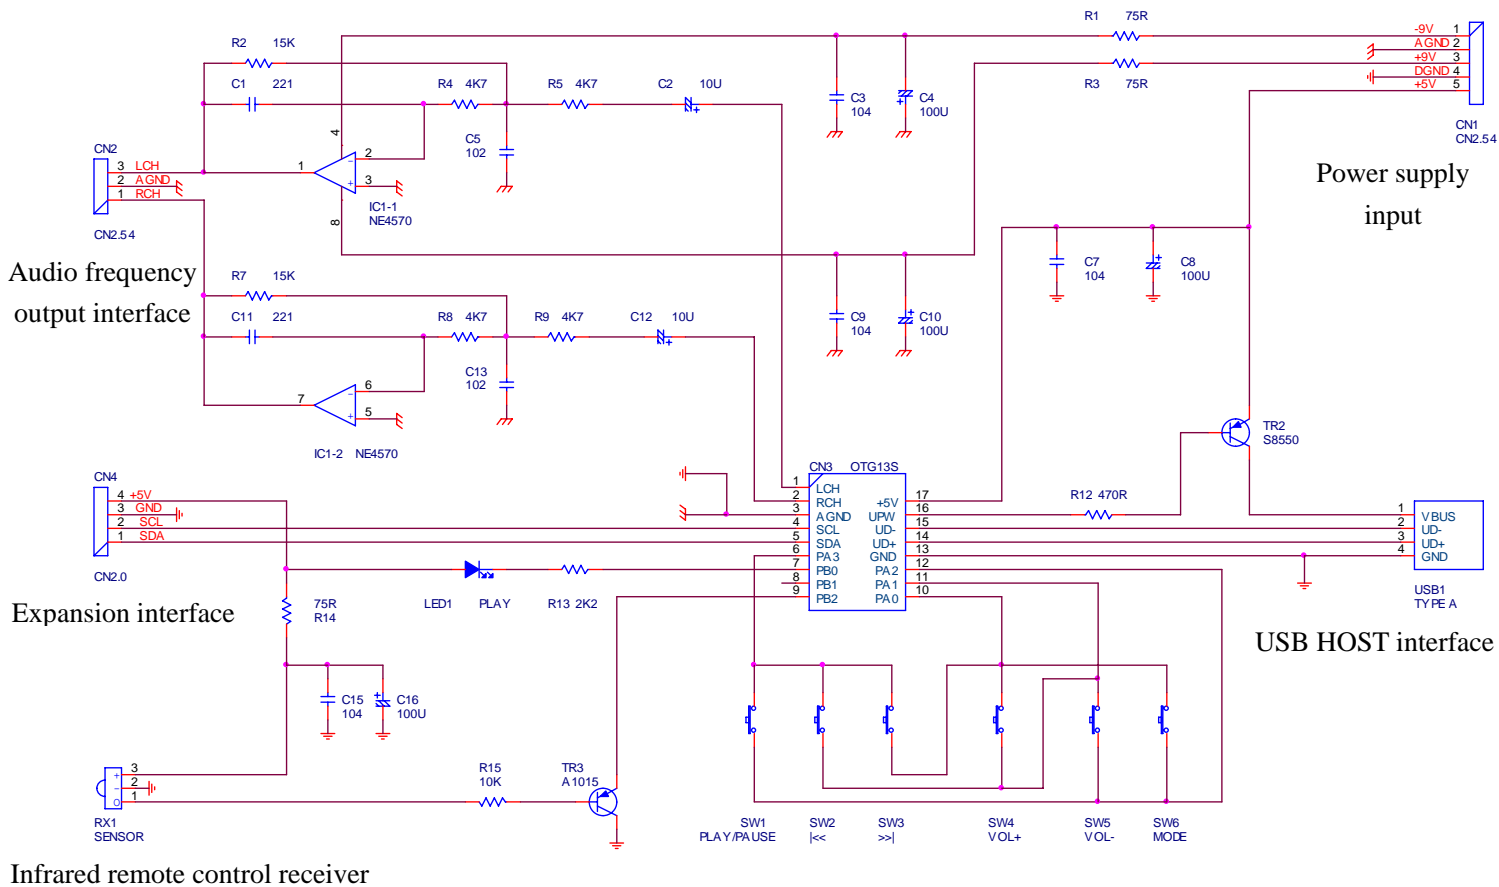 R1 75R
R2 15K
C1 221
R4 4K7
R5 4K7
C2 10U
R3 75R
-9V 1
AGND 2
+9V 3
DGND 4
+5V 5
CN1
CN2.54
Power supply
input
C3
104
C4
100U
C5
102
4
2
3
1
8
IC1-1
NE4570
CN2
3 LCH
2 AGND
1 RCH
CN2.54
Audio frequency
output interface
R7 15K
C11 221
R8 4K7
R9 4K7
C12 10U
C13
102
C9
104
C10
100U
C7
104
C8
100U
6
5
7
IC1-2 NE4570
TR2
S8550
CN4
4 +5V
3 GND
2 SCL
1 SDA
CN2.0
Expansion interface
CN3 OTG13S
1 LCH
2 RCH
3 AGND
4 SCL
5 SDA
6 PA3
7 PB0
8 PB1
9 PB2
+5V 17
UPW 16
UD- 15
UD+ 14
GND 13
PA2 12
PA1 11
PA0 10
R12 470R
1 VBUS
2 UD-
3 UD+
4 GND
USB1
TYPE A
USB HOST interface
LED1 PLAY
R13 2K2
75R
R14
C15
104
C16
100U
3 +
2 -
1 O
RX1
SENSOR
R15
10K
TR3
A1015
SW1
PLAY/PAUSE
SW2
|<<
SW3
>>|
SW4
VOL+
SW5
VOL-
SW6
MODE
Infrared remote control receiver